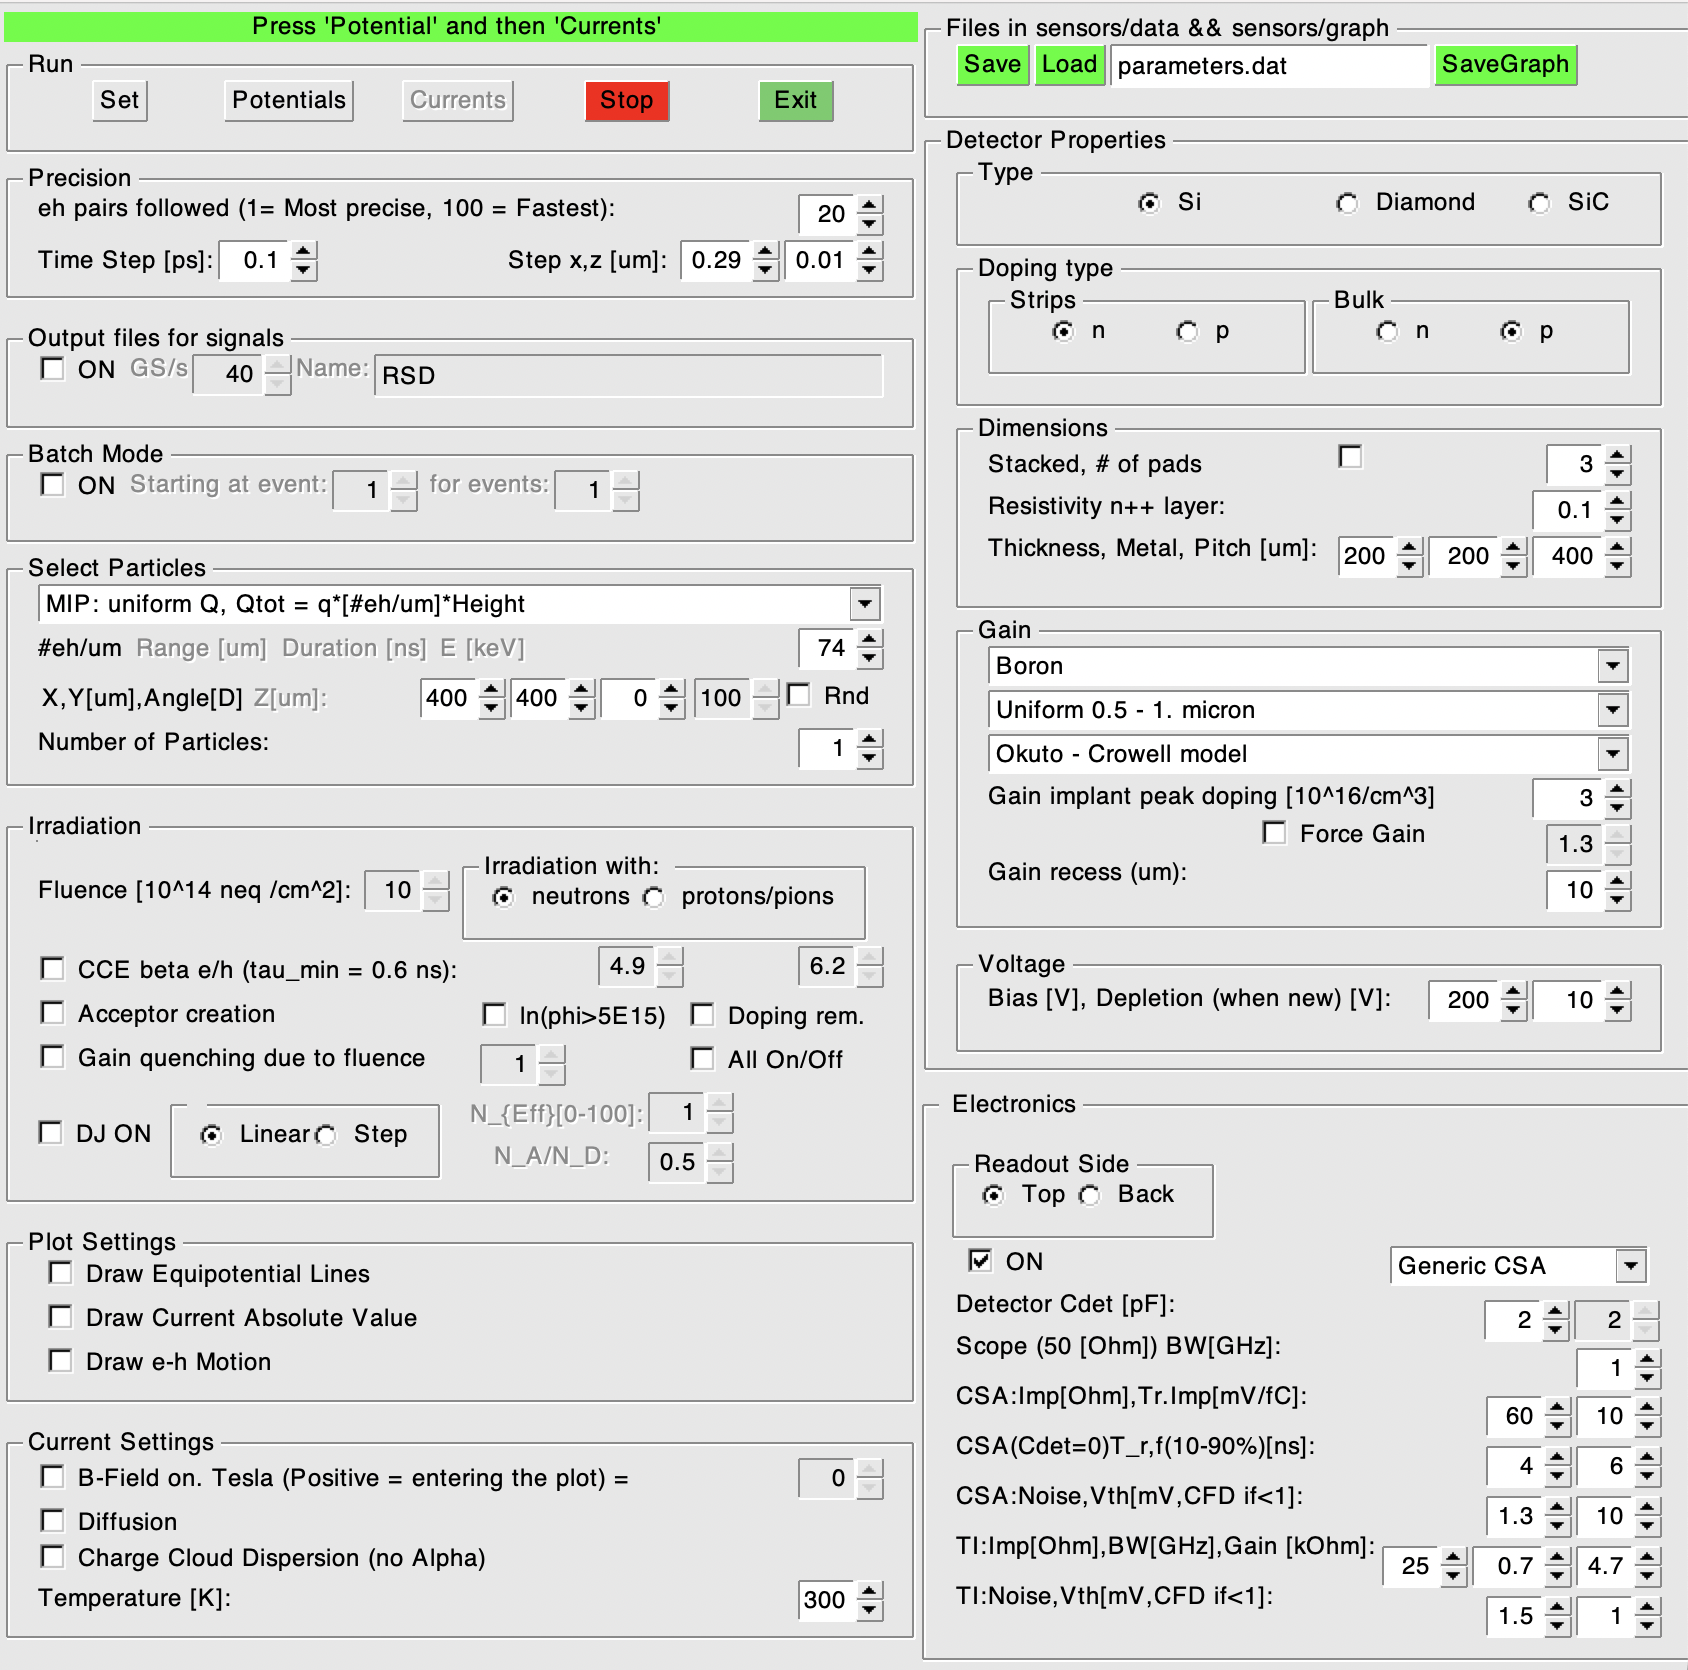 Press 'Potential' and then 'Currents'
Run
Set Potentials Currents Stop Exit
Precision
eh pairs followed (1= Most precise, 100 = Fastest): 20
Time Step [ps]: 0.1 Step x,z [um]: 0.29 0.01
Output files for signals
ON GS/s 40 Name: RSD
Batch Mode
ON Starting at event: 1 for events: 1
Select Particles
MIP: uniform Q, Qtot = q*[#eh/um]*Height
#eh/um Range [um] Duration [ns] E [keV] 74
X,Y[um],Angle[D] Z[um]: 400 400 0 100 Rnd
Number of Particles: 1
Irradiation
Irradiation with:
Fluence [10^14 neq /cm^2]: 10 neutrons protons/pions
CCE beta e/h (tau_min = 0.6 ns): 4.9 6.2
Acceptor creation ln(phi>5E15) Doping rem.
Gain quenching due to fluence 1 All On/Off
N_{Eff}[0-100]: 1
DJ ON Linear Step
N_A/N_D: 0.5
Plot Settings
Draw Equipotential Lines
Draw Current Absolute Value
Draw e-h Motion
Current Settings
B-Field on. Tesla (Positive = entering the plot) = 0
Diffusion
Charge Cloud Dispersion (no Alpha)
Temperature [K]: 300
Files in sensors/data && sensors/graph
Save Load parameters.dat SaveGraph
Detector Properties
Type
Si Diamond SiC
Doping type
Strips Bulk
n p n p
Dimensions
Stacked, # of pads 3
Resistivity n++ layer: 0.1
Thickness, Metal, Pitch [um]: 200 200 400
Gain
Boron
Uniform 0.5 - 1. micron
Okuto - Crowell model
Gain implant peak doping [10^16/cm^3] 3
Force Gain 1.3
Gain recess (um): 10
Voltage
Bias [V], Depletion (when new) [V]: 200 10
Electronics
Readout Side
Top Back
ON Generic CSA
Detector Cdet [pF]: 2 2
Scope (50 [Ohm]) BW[GHz]: 1
CSA:Imp[Ohm],Tr.Imp[mV/fC]: 60 10
CSA(Cdet=0)T_r,f(10-90%)[ns]: 4 6
CSA:Noise,Vth[mV,CFD if<1]: 1.3 10
TI:Imp[Ohm],BW[GHz],Gain [kOhm]: 25 0.7 4.7
TI:Noise,Vth[mV,CFD if<1]: 1.5 1